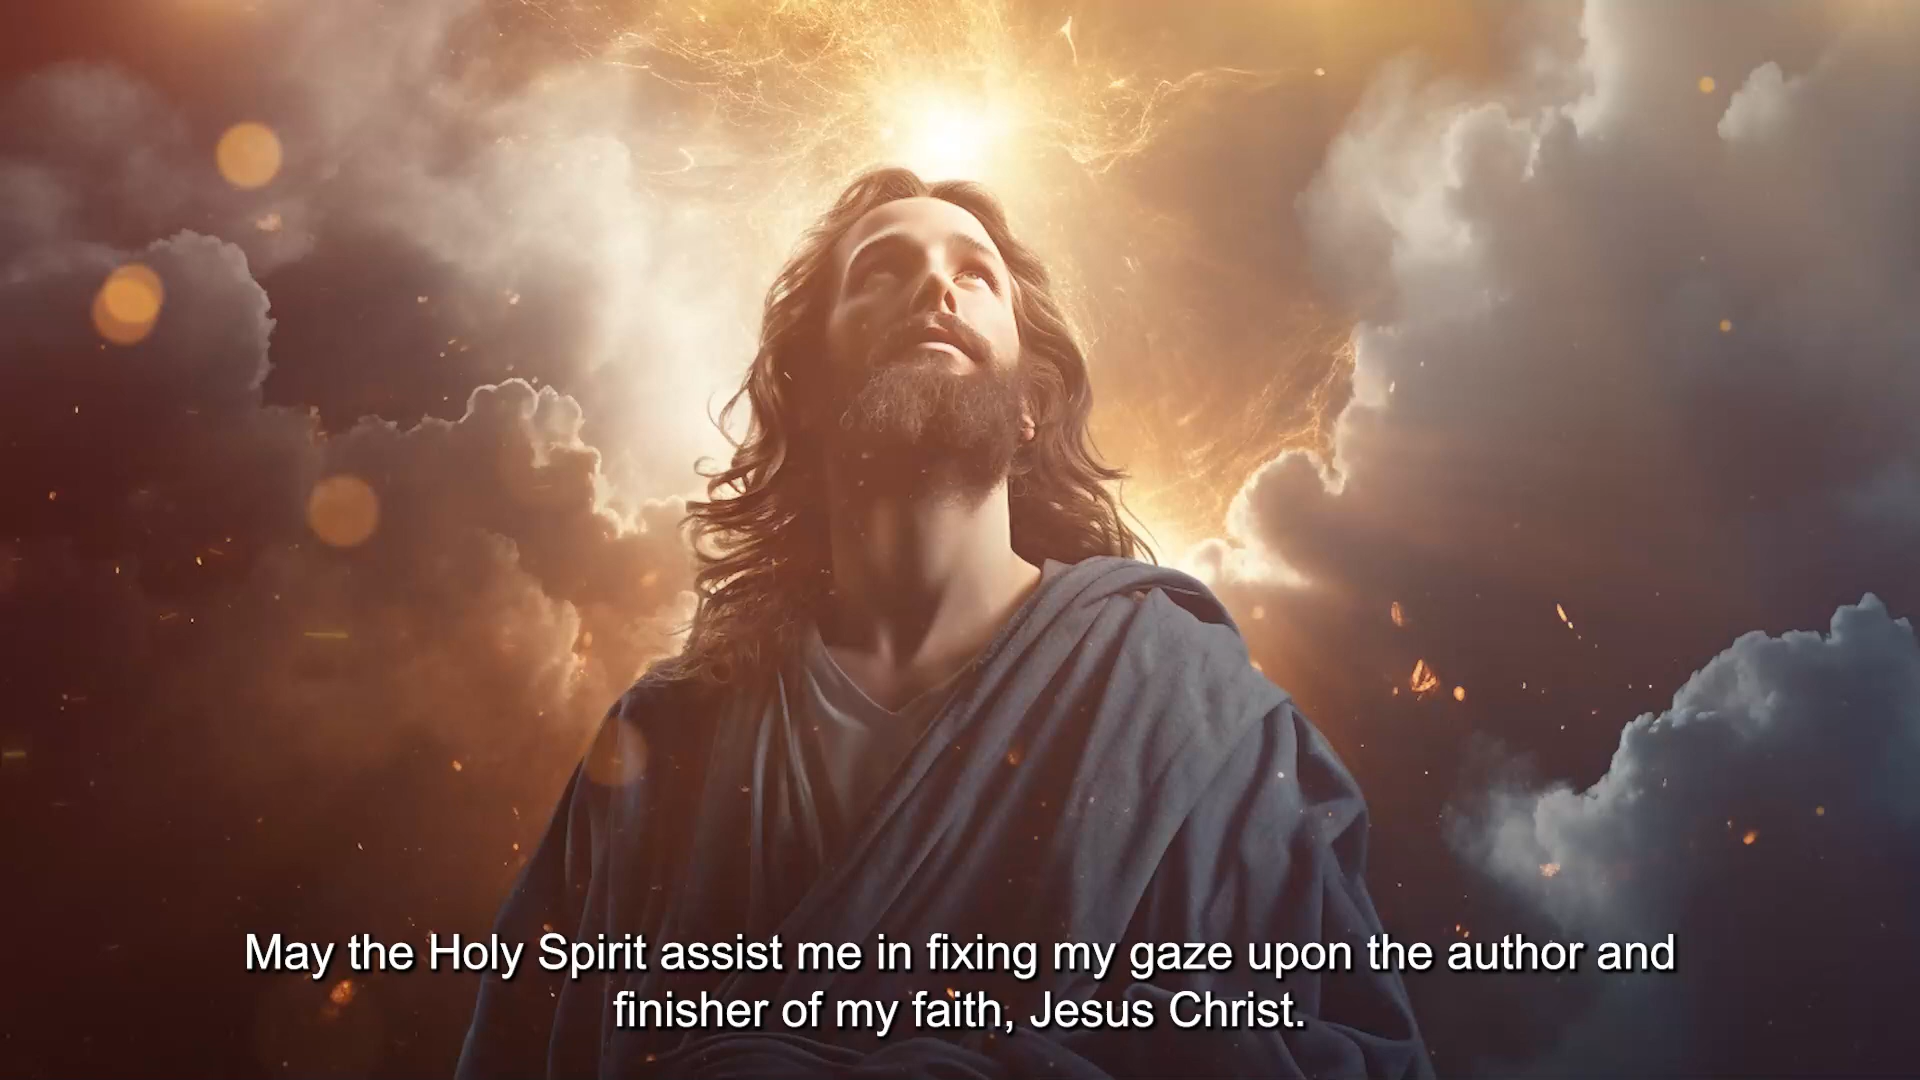 May the Holy Spirit assist me in fixing my gaze upon the author and
finisher of my faith, Jesus Christ.